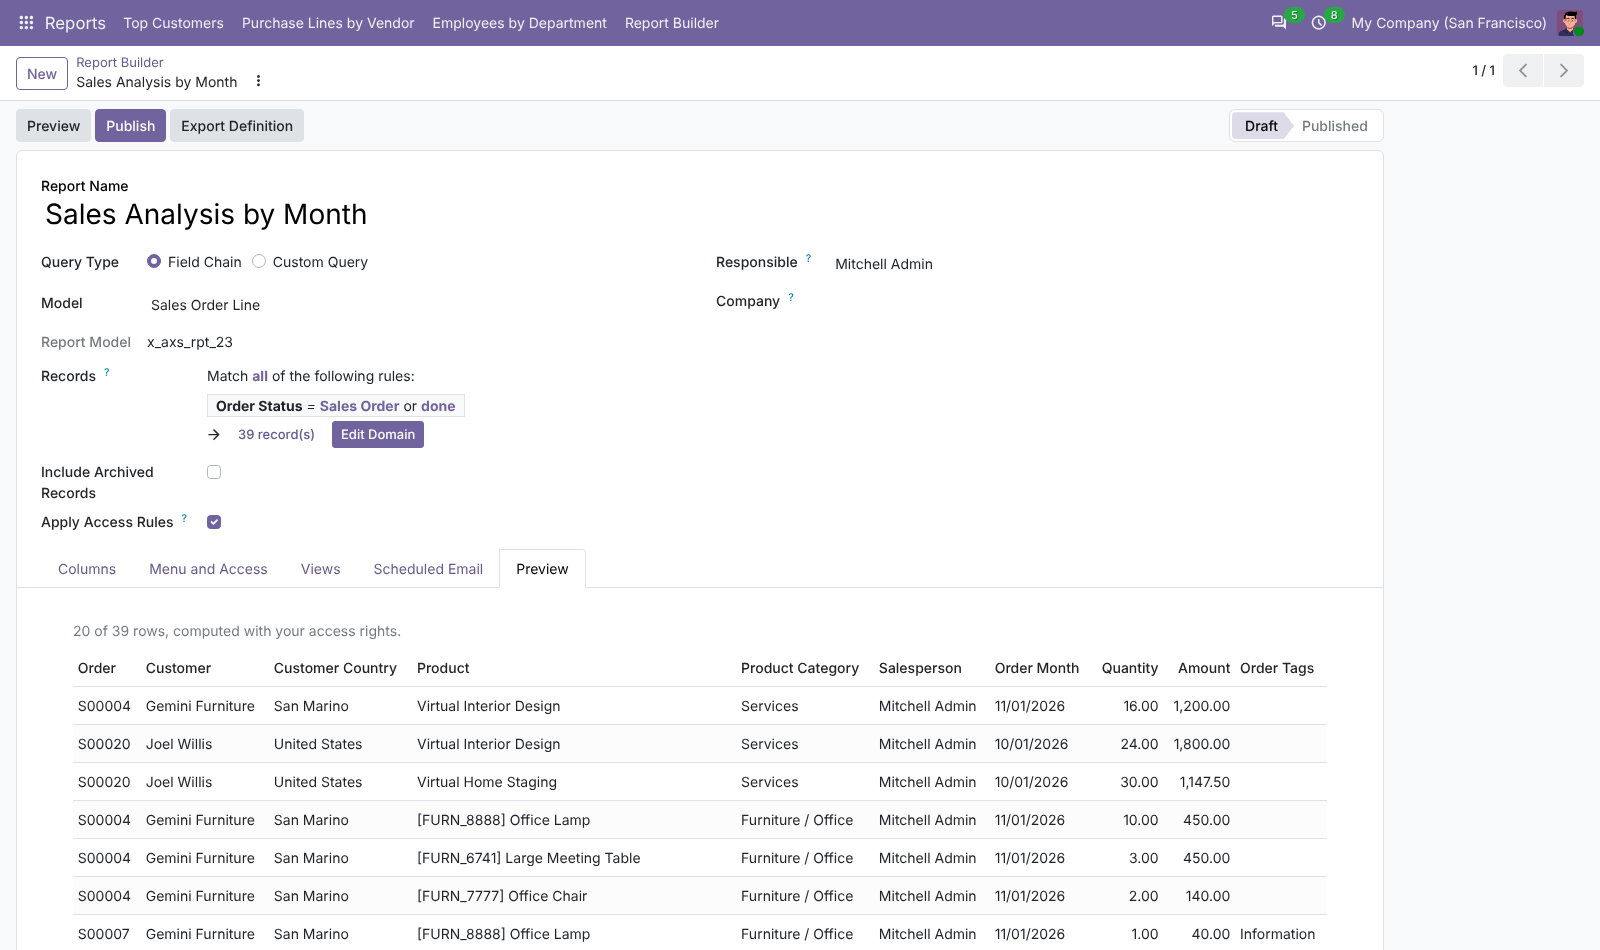 Reports Top Customers Purchase Lines by Vendor Employees by Department Report Builder 5 8 My Company (San Francisco)
New Report Builder
Sales Analysis by Month 1 / 1
Preview Publish Export Definition Draft Published
Report Name
Sales Analysis by Month
Query Type Field Chain Custom Query Responsible ? Mitchell Admin
Model Sales Order Line Company ?
Report Model x_axs_rpt_23
Records ? Match all of the following rules:
Order Status = Sales Order or done
39 record(s) Edit Domain
Include Archived
Records
Apply Access Rules ?
Columns Menu and Access Views Scheduled Email Preview
20 of 39 rows, computed with your access rights.
Order Customer Customer Country Product Product Category Salesperson Order Month Quantity Amount Order Tags
S00004 Gemini Furniture San Marino Virtual Interior Design Services Mitchell Admin 11/01/2026 16.00 1,200.00
S00020 Joel Willis United States Virtual Interior Design Services Mitchell Admin 10/01/2026 24.00 1,800.00
S00020 Joel Willis United States Virtual Home Staging Services Mitchell Admin 10/01/2026 30.00 1,147.50
S00004 Gemini Furniture San Marino [FURN_8888] Office Lamp Furniture / Office Mitchell Admin 11/01/2026 10.00 450.00
S00004 Gemini Furniture San Marino [FURN_6741] Large Meeting Table Furniture / Office Mitchell Admin 11/01/2026 3.00 450.00
S00004 Gemini Furniture San Marino [FURN_7777] Office Chair Furniture / Office Mitchell Admin 11/01/2026 2.00 140.00
S00007 Gemini Furniture San Marino [FURN_8888] Office Lamp Furniture / Office Mitchell Admin 11/01/2026 1.00 40.00 Information